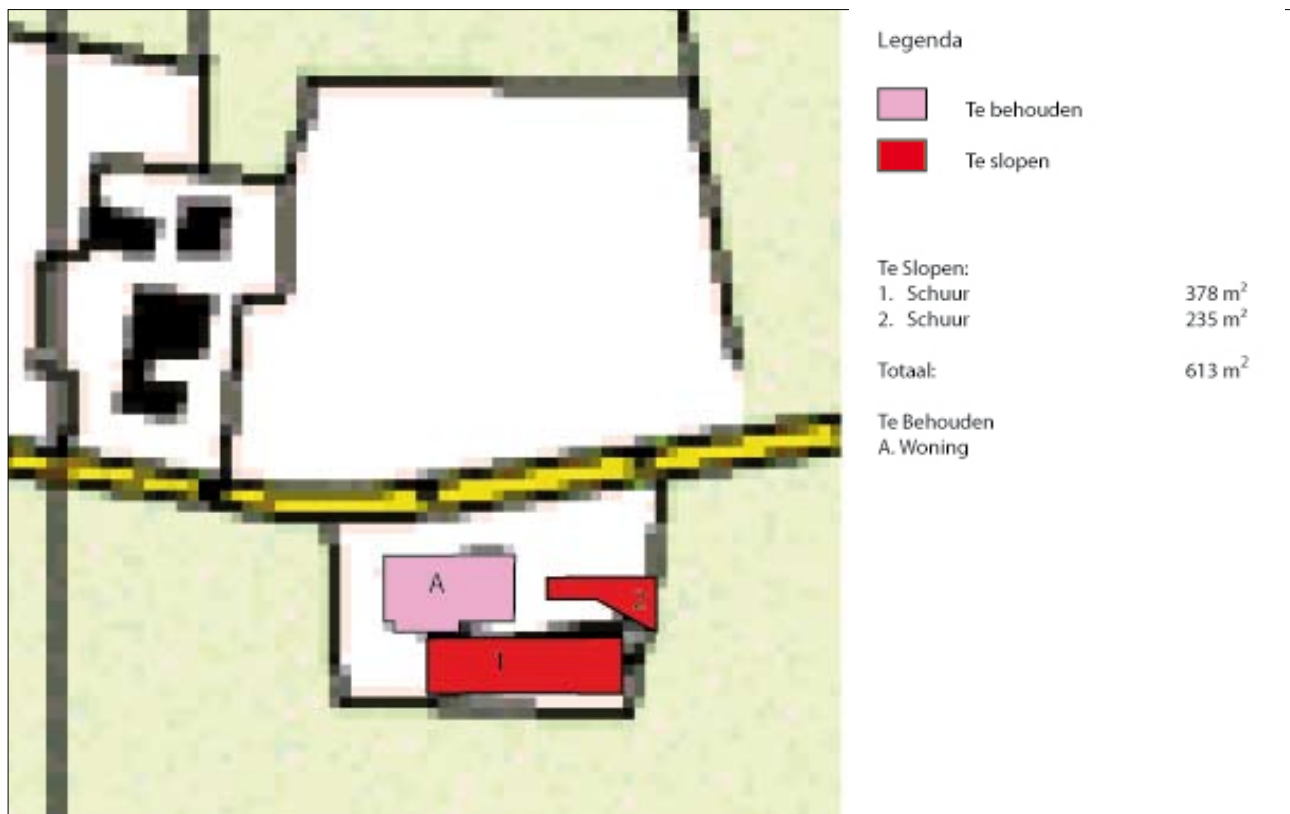 Legenda
Te behouden
Te slopen
Te Slopen:
1. Schuur 378 m²
2. Schuur 235 m²
Totaal: 613 m²
Te Behouden
A. Woning
A
2
1